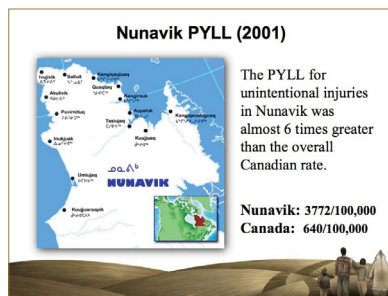 Nunavik PYLL (2001)
Ivujivik
Salluit
Kangiqsujuaq
Quaqtaq
Akulivik
Kangirsuk
Puvirnituq
Aupaluk
Kangiqsualujjuaq
Tasiujaq
Kuujjuaq
Inukjuak
Umiujaq
ᓄᓇᕕᒃ
NUNAVIK
Kuujjuarapik
The PYLL for
unintentional injuries
in Nunavik was
almost 6 times greater
than the overall
Canadian rate.
Nunavik: 3772/100,000
Canada: 640/100,000